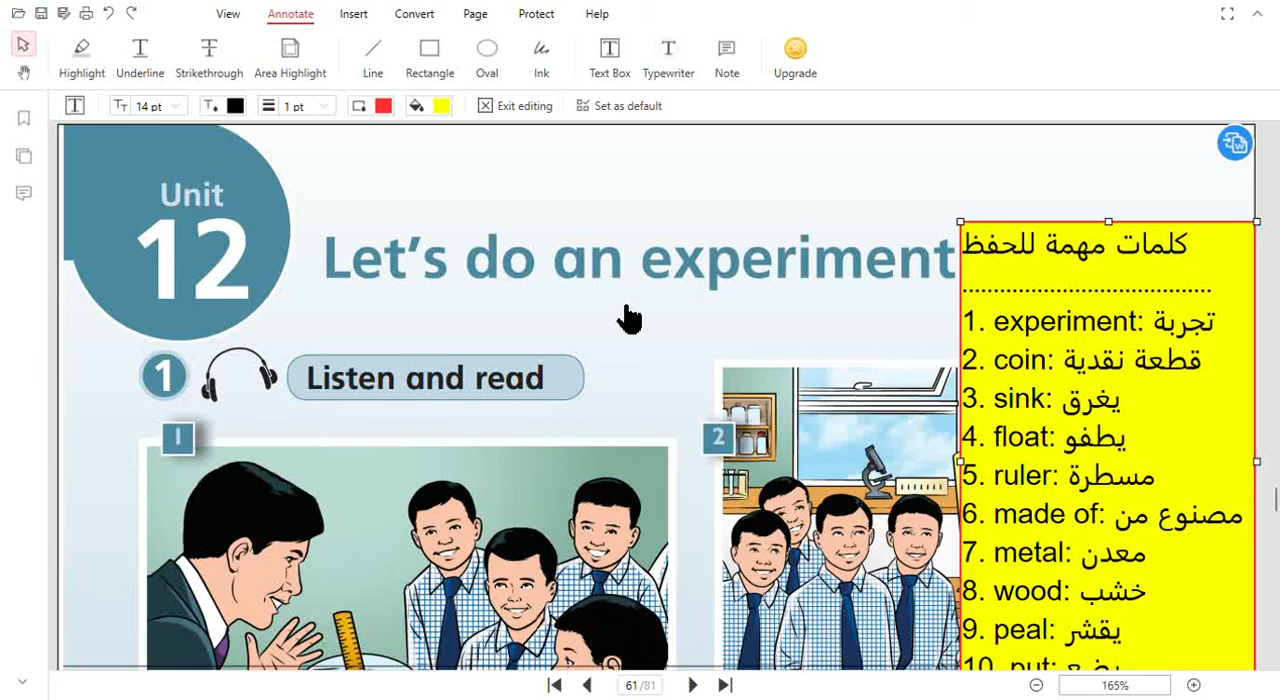 View Annotate Insert Convert Page Protect Help
Highlight Underline Strikethrough Area Highlight Line Rectangle Oval Ink Text Box Typewriter Note Upgrade
14 pt 1 pt Exit editing Set as default
Unit
12
Let's do an experiment
كلمات مهمة للحفظ
.................................
1. experiment: تجربة
2. coin: قطعة نقدية
3. sink: يغرق
4. float: يطفو
5. ruler: مسطرة
6. made of: مصنوع من
7. metal: معدن
8. wood: خشب
9. peal: يقشر
10. put: يضع
1 Listen and read
1
2
61/81
165%